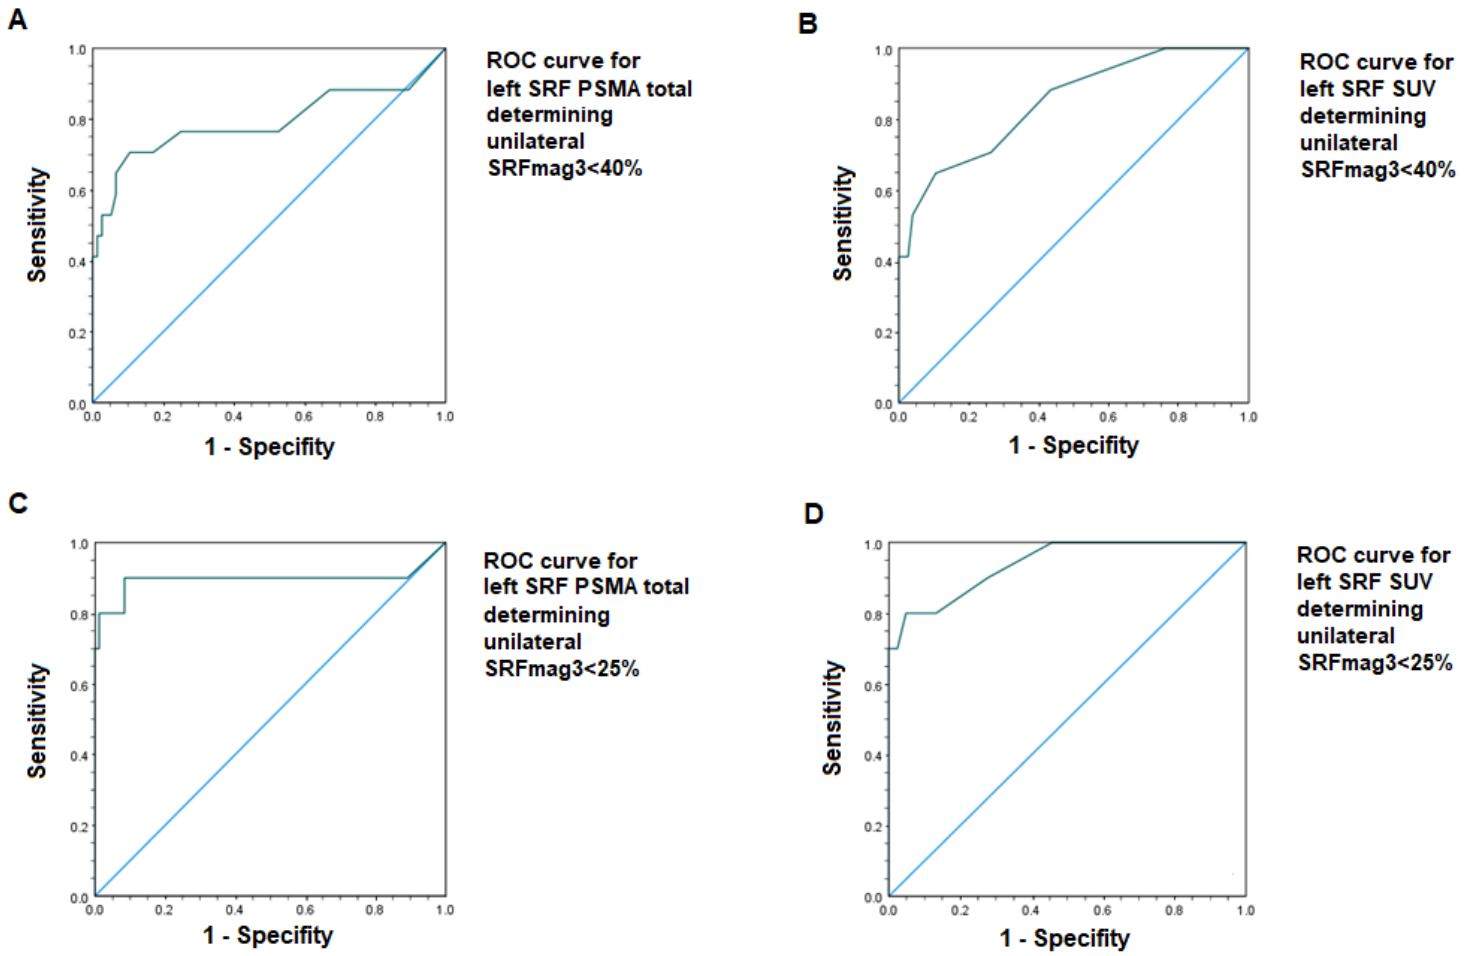 A
ROC curve for
left SRF PSMA total
determining
unilateral
SRFmag3<40%
1.0
0.8
0.6
0.4
0.2
0.0
Sensitivity
0.0 0.2 0.4 0.6 0.8 1.0
1 - Specifity
B
ROC curve for
left SRF SUV
determining
unilateral
SRFmag3<40%
1.0
0.8
0.6
0.4
0.2
0.0
Sensitivity
0.0 0.2 0.4 0.6 0.8 1.0
1 - Specifity
C
ROC curve for
left SRF PSMA total
determining
unilateral
SRFmag3<25%
1.0
0.8
0.6
0.4
0.2
0.0
Sensitivity
0.0 0.2 0.4 0.6 0.8 1.0
1 - Specifity
D
ROC curve for
left SRF SUV
determining
unilateral
SRFmag3<25%
1.0
0.8
0.6
0.4
0.2
0.0
Sensitivity
0.0 0.2 0.4 0.6 0.8 1.0
1 - Specifity